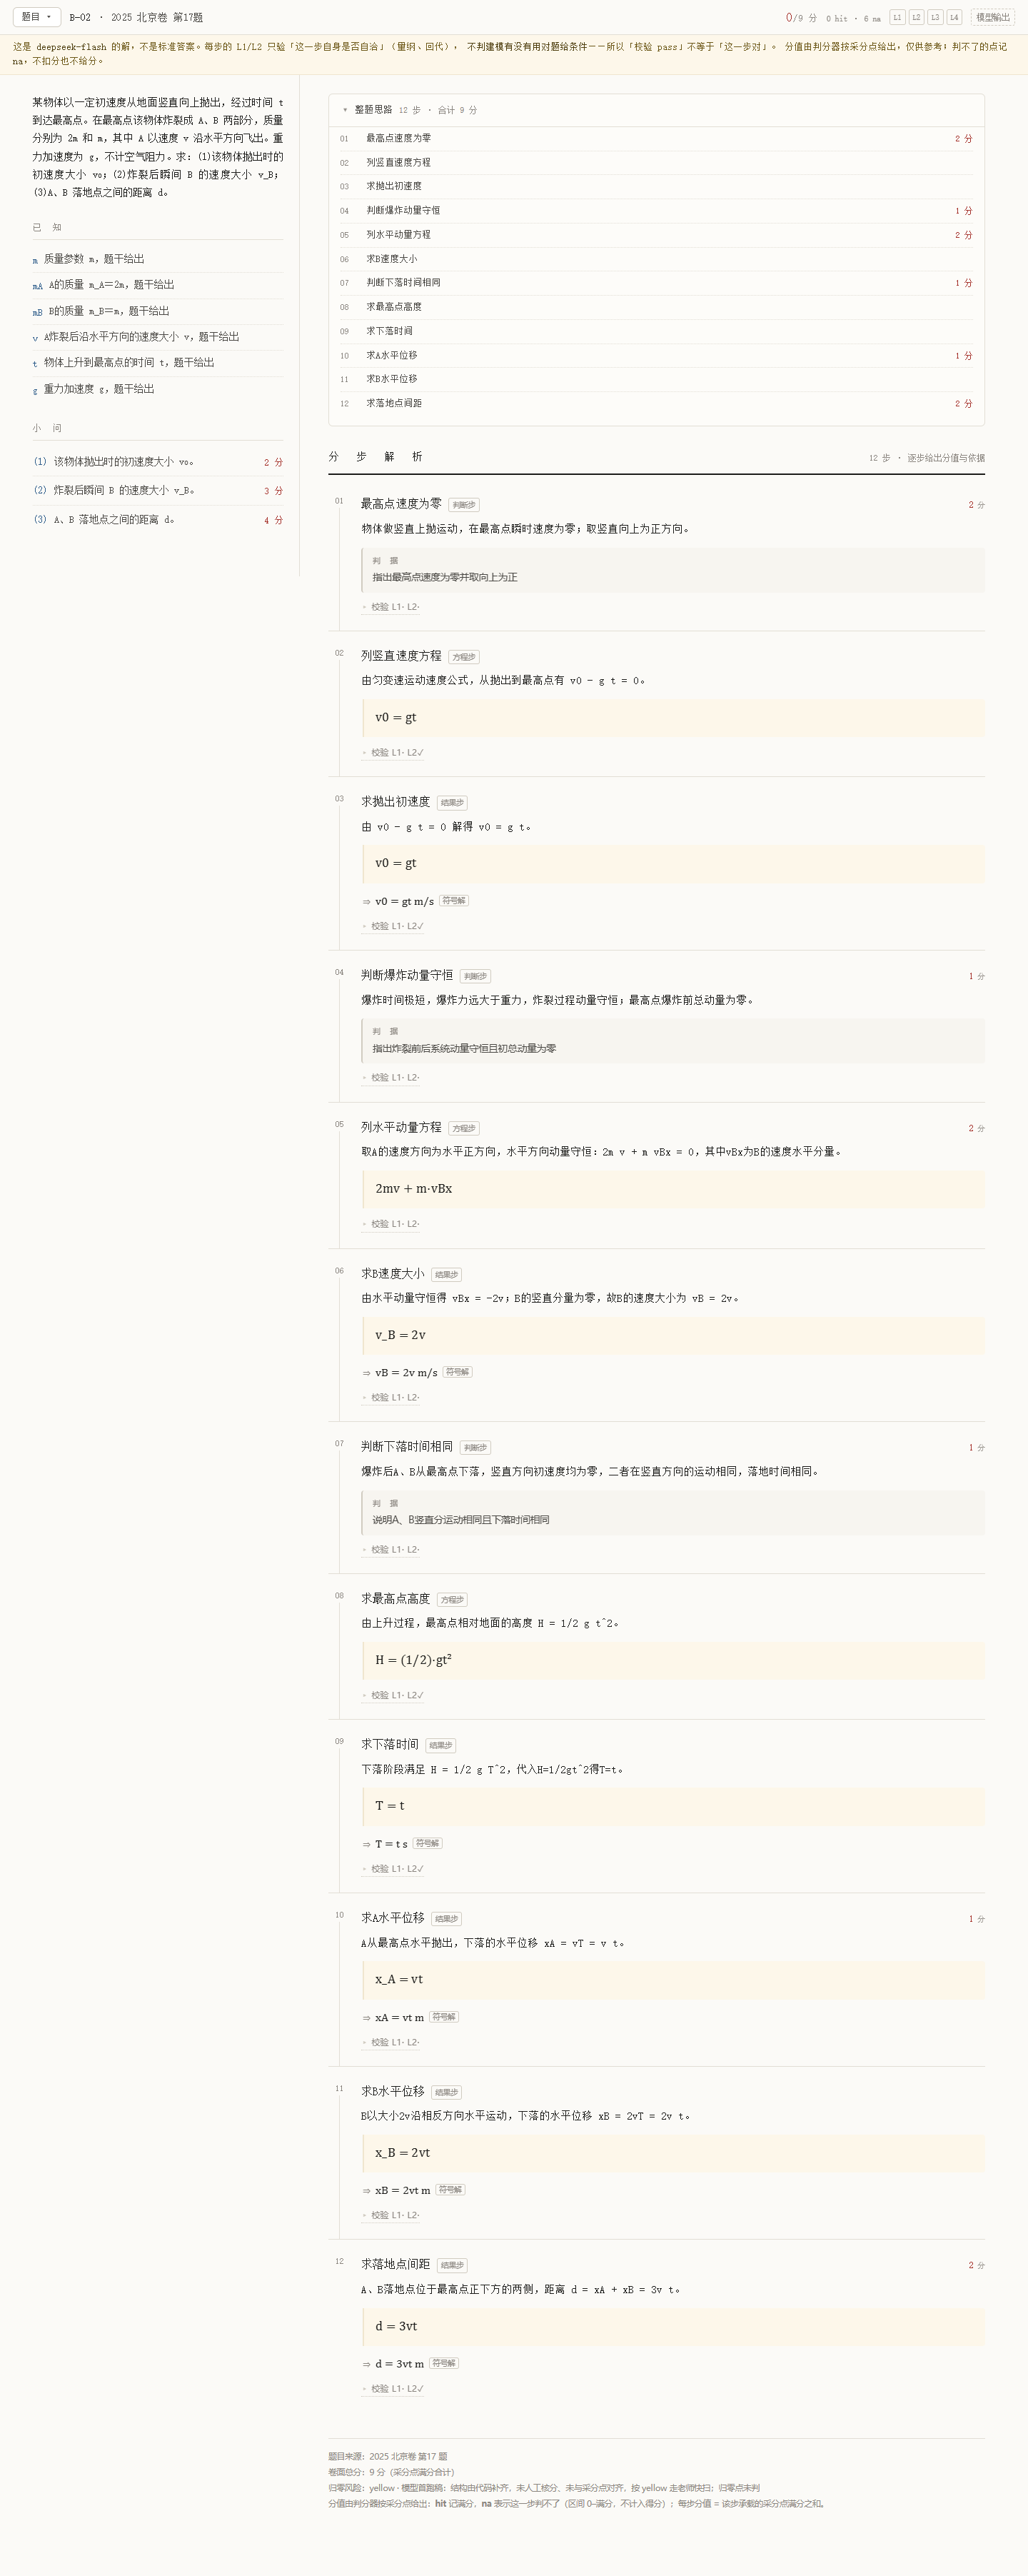 题目 ▾ B-02 · 2025 北京卷 第17题
0/9 分 0 hit · 6 na L1 L2 L3 L4 模型输出
这是 deepseek-flash 的解，不是标准答案。每步的 L1/L2 只验「这一步自身是否自洽」（量纲、回代）， 不判建模有没有用对题给条件——所以「校验 pass」不等于「这一步对」。 分值由判分器按采分点给出，仅供参考；判不了的点记
na，不扣分也不给分。
某物体以一定初速度从地面竖直向上抛出，经过时间 t
到达最高点。在最高点该物体炸裂成 A、B 两部分，质量
分别为 2m 和 m，其中 A 以速度 v 沿水平方向飞出。重
力加速度为 g，不计空气阻力。求：(1)该物体抛出时的
初速度大小 v₀；(2)炸裂后瞬间 B 的速度大小 v_B；
(3)A、B 落地点之间的距离 d。
已 知
m 质量参数 m，题干给出
mA A的质量 m_A=2m，题干给出
mB B的质量 m_B=m，题干给出
v A炸裂后沿水平方向的速度大小 v，题干给出
t 物体上升到最高点的时间 t，题干给出
g 重力加速度 g，题干给出
小 问
(1) 该物体抛出时的初速度大小 v₀。 2 分
(2) 炸裂后瞬间 B 的速度大小 v_B。 3 分
(3) A、B 落地点之间的距离 d。 4 分
▾ 整题思路 12 步 · 合计 9 分
01 最高点速度为零 2 分
02 列竖直速度方程
03 求抛出初速度
04 判断爆炸动量守恒 1 分
05 列水平动量方程 2 分
06 求B速度大小
07 判断下落时间相同 1 分
08 求最高点高度
09 求下落时间
10 求A水平位移 1 分
11 求B水平位移
12 求落地点间距 2 分
分 步 解 析
12 步 · 逐步给出分值与依据
01 最高点速度为零 判断步 2 分
物体做竖直上抛运动，在最高点瞬时速度为零；取竖直向上为正方向。
判 据
指出最高点速度为零并取向上为正
▸ 校验 L1· L2·
02 列竖直速度方程 方程步
由匀变速运动速度公式，从抛出到最高点有 v0 − g t = 0。
v0 = gt
▸ 校验 L1· L2✓
03 求抛出初速度 结果步
由 v0 − g t = 0 解得 v0 = g t。
v0 = gt
⇒ v0 = gt m/s 符号解
▸ 校验 L1· L2✓
04 判断爆炸动量守恒 判断步 1 分
爆炸时间极短，爆炸力远大于重力，炸裂过程动量守恒；最高点爆炸前总动量为零。
判 据
指出炸裂前后系统动量守恒且初总动量为零
▸ 校验 L1· L2·
05 列水平动量方程 方程步 2 分
取A的速度方向为水平正方向，水平方向动量守恒：2m v + m vBx = 0，其中vBx为B的速度水平分量。
2mv + m·vBx
▸ 校验 L1· L2·
06 求B速度大小 结果步
由水平动量守恒得 vBx = −2v；B的竖直分量为零，故B的速度大小为 vB = 2v。
v_B = 2v
⇒ vB = 2v m/s 符号解
▸ 校验 L1· L2·
07 判断下落时间相同 判断步 1 分
爆炸后A、B从最高点下落，竖直方向初速度均为零，二者在竖直方向的运动相同，落地时间相同。
判 据
说明A、B竖直分运动相同且下落时间相同
▸ 校验 L1· L2·
08 求最高点高度 方程步
由上升过程，最高点相对地面的高度 H = 1/2 g t^2。
H = (1/2)·gt²
▸ 校验 L1· L2✓
09 求下落时间 结果步
下落阶段满足 H = 1/2 g T^2，代入H=1/2gt^2得T=t。
T = t
⇒ T = t s 符号解
▸ 校验 L1· L2✓
10 求A水平位移 结果步 1 分
A从最高点水平抛出，下落的水平位移 xA = vT = v t。
x_A = vt
⇒ xA = vt m 符号解
▸ 校验 L1· L2·
11 求B水平位移 结果步
B以大小2v沿相反方向水平运动，下落的水平位移 xB = 2vT = 2v t。
x_B = 2vt
⇒ xB = 2vt m 符号解
▸ 校验 L1· L2·
12 求落地点间距 结果步 2 分
A、B落地点位于最高点正下方的两侧，距离 d = xA + xB = 3v t。
d = 3vt
⇒ d = 3vt m 符号解
▸ 校验 L1· L2✓
题目来源：2025 北京卷 第17 题
卷面总分：9 分（采分点满分合计）
归零风险：yellow · 模型首跑稿：结构由代码补齐，未人工核分、未与采分点对齐，按 yellow 走老师快扫；归零点未判
分值由判分器按采分点给出：hit 记满分，na 表示这一步判不了（区间 0–满分，不计入得分）；每步分值 = 该步承载的采分点满分之和。